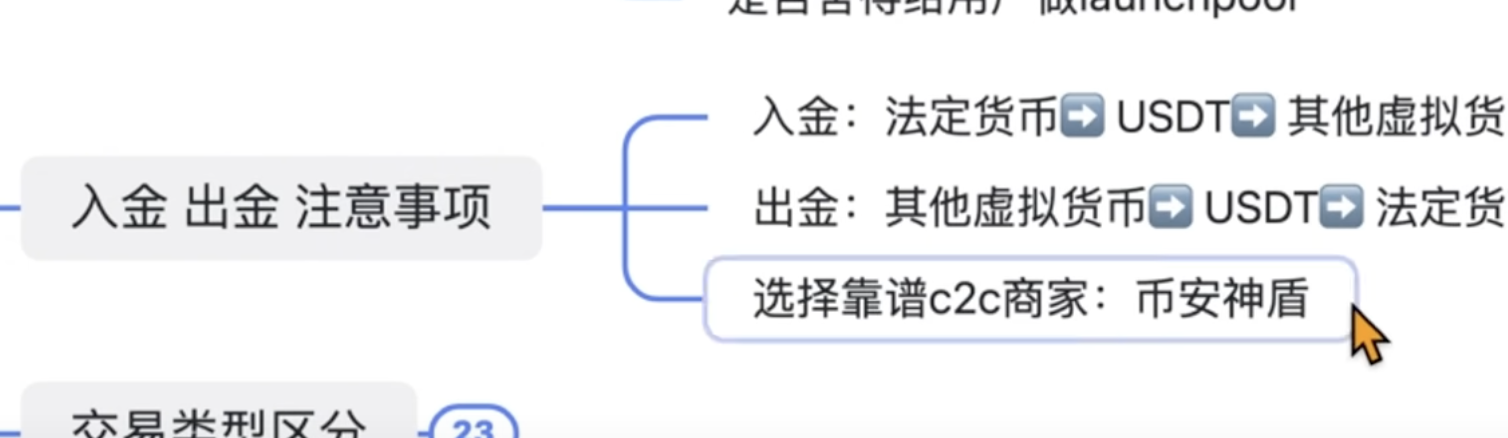 launchpool
入金：法定货币➡️ USDT➡️ 其他虚拟货
入金 出金 注意事项
出金：其他虚拟货币➡️ USDT➡️ 法定货
选择靠谱c2c商家：币安神盾
交易类型区分
23